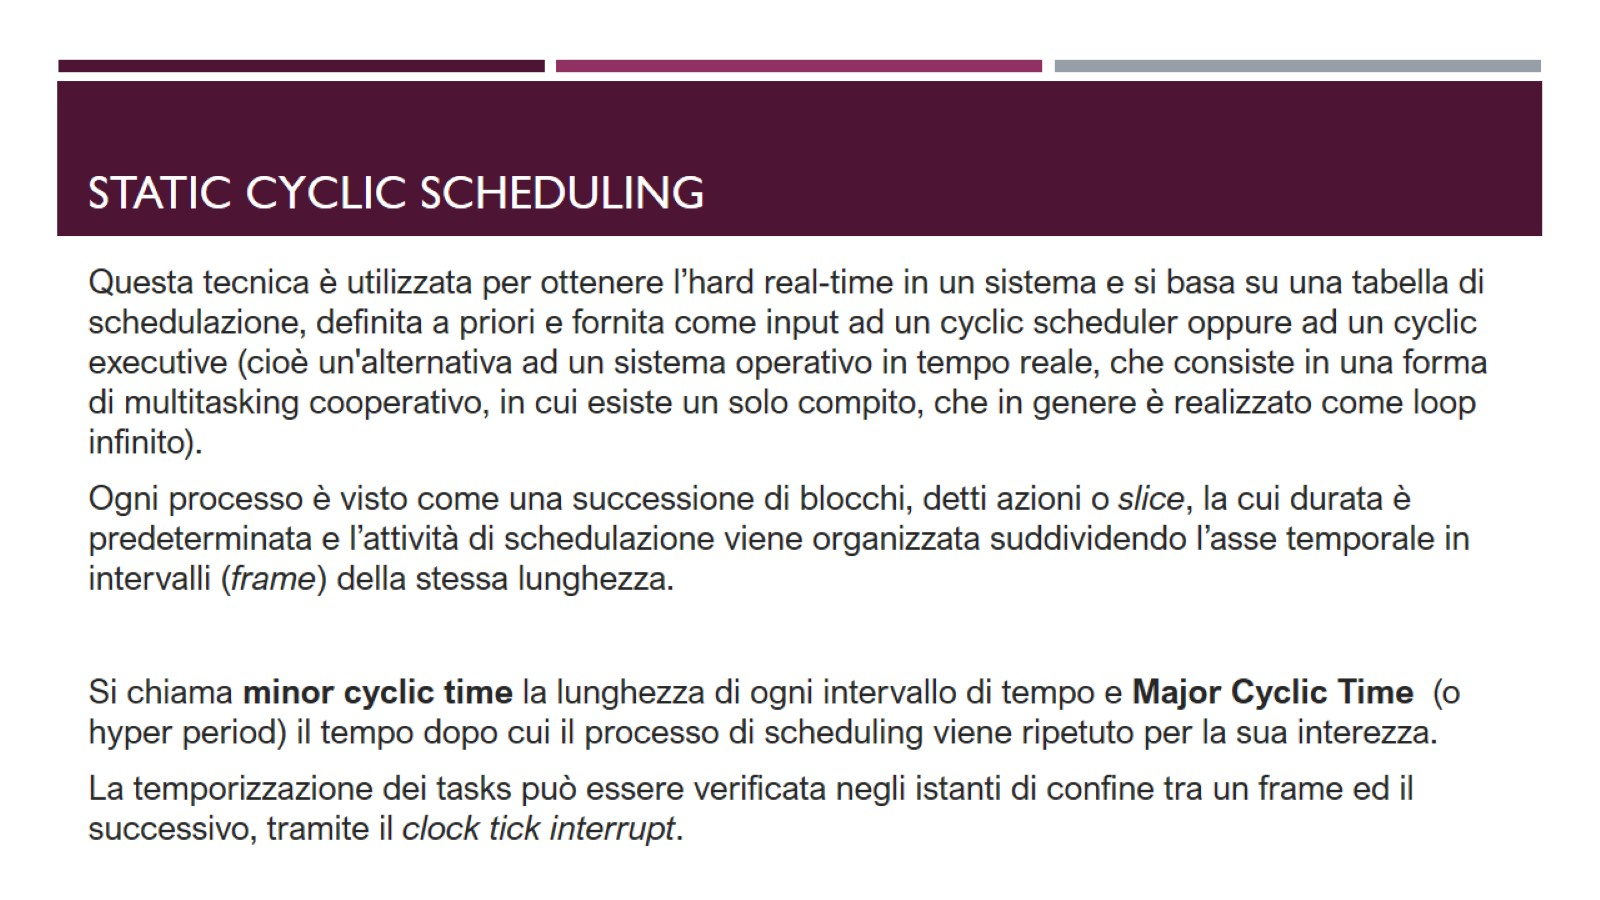 STATIC CYCLIC SCHEDULING
Questa tecnica è utilizzata per ottenere l’hard real-time in un sistema e si basa su una tabella di
schedulazione, definita a priori e fornita come input ad un cyclic scheduler oppure ad un cyclic
executive (cioè un'alternativa ad un sistema operativo in tempo reale, che consiste in una forma
di multitasking cooperativo, in cui esiste un solo compito, che in genere è realizzato come loop
infinito).
Ogni processo è visto come una successione di blocchi, detti azioni o slice, la cui durata è
predeterminata e l’attività di schedulazione viene organizzata suddividendo l’asse temporale in
intervalli (frame) della stessa lunghezza.
Si chiama minor cyclic time la lunghezza di ogni intervallo di tempo e Major Cyclic Time (o
hyper period) il tempo dopo cui il processo di scheduling viene ripetuto per la sua interezza.
La temporizzazione dei tasks può essere verificata negli istanti di confine tra un frame ed il
successivo, tramite il clock tick interrupt.